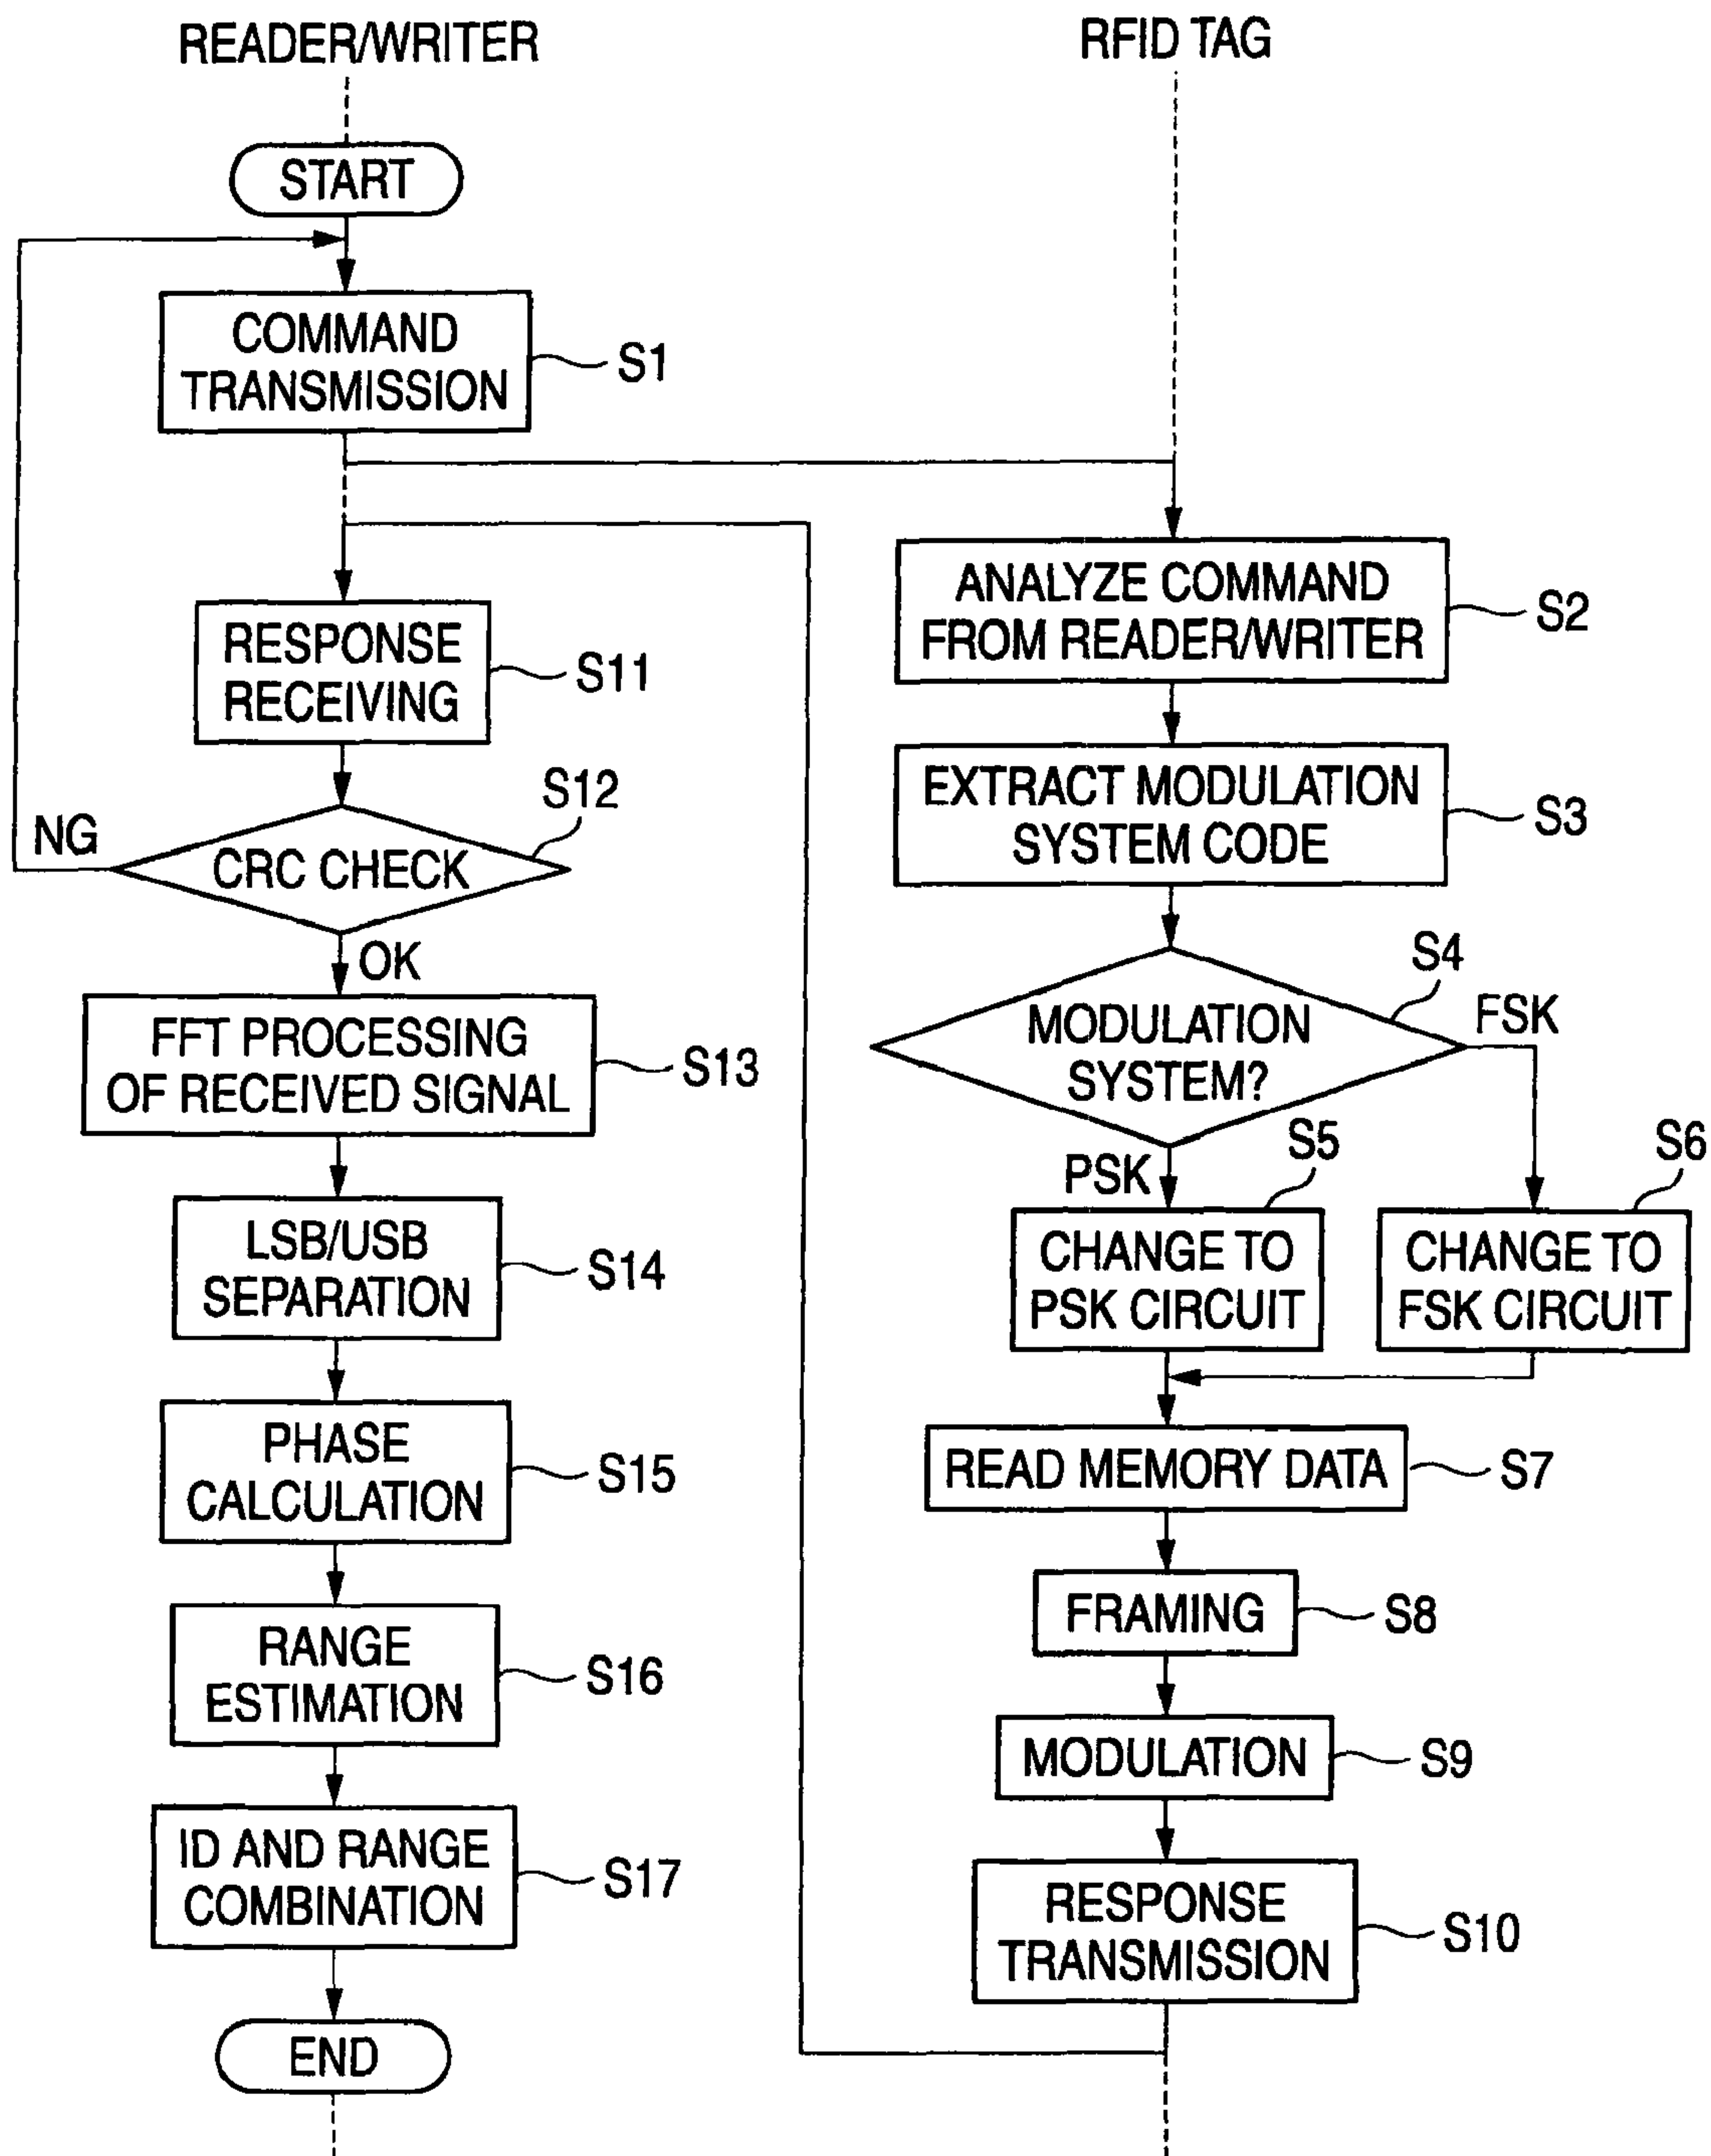 READER/WRITER
RFID TAG
START
COMMAND
TRANSMISSION
S1
RESPONSE
RECEIVING
S11
S12
NG
CRC CHECK
OK
FFT PROCESSING
OF RECEIVED SIGNAL
S13
LSB/USB
SEPARATION
S14
PHASE
CALCULATION
S15
RANGE
ESTIMATION
S16
ID AND RANGE
COMBINATION
S17
END
ANALYZE COMMAND
FROM READER/WRITER
S2
EXTRACT MODULATION
SYSTEM CODE
S3
S4
MODULATION
SYSTEM?
FSK
PSK
S5
S6
CHANGE TO
PSK CIRCUIT
CHANGE TO
FSK CIRCUIT
READ MEMORY DATA
S7
FRAMING
S8
MODULATION
S9
RESPONSE
TRANSMISSION
S10